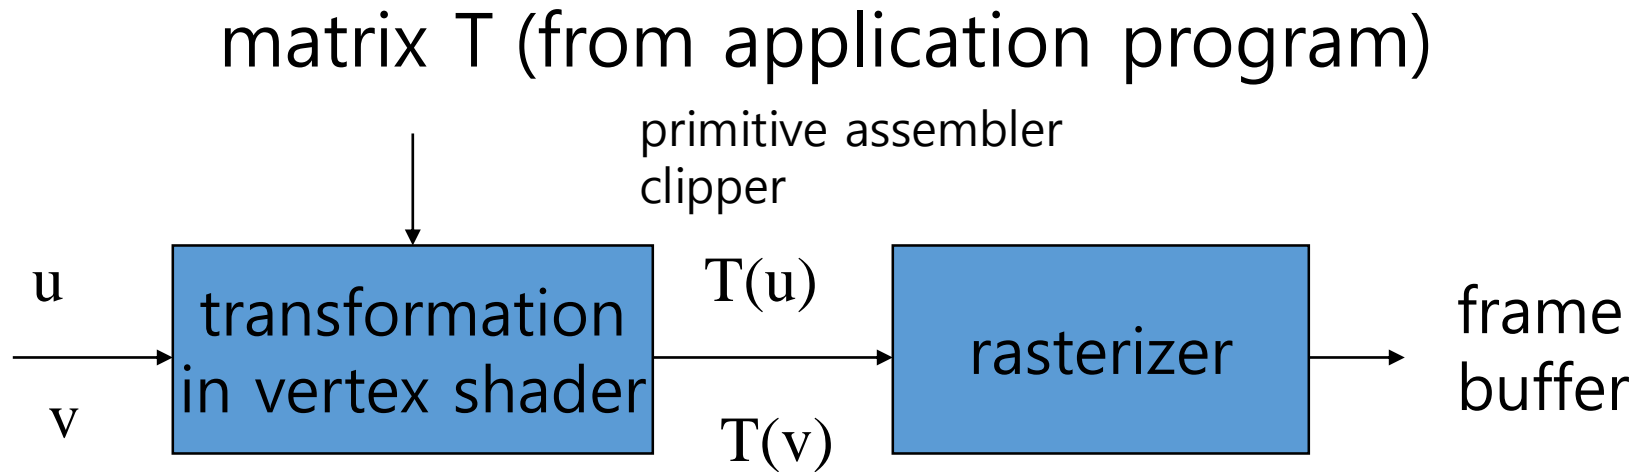 matrix T (from application program)
primitive assembler
clipper
u
v
transformation
in vertex shader
T(u)
T(v)
rasterizer
frame
buffer